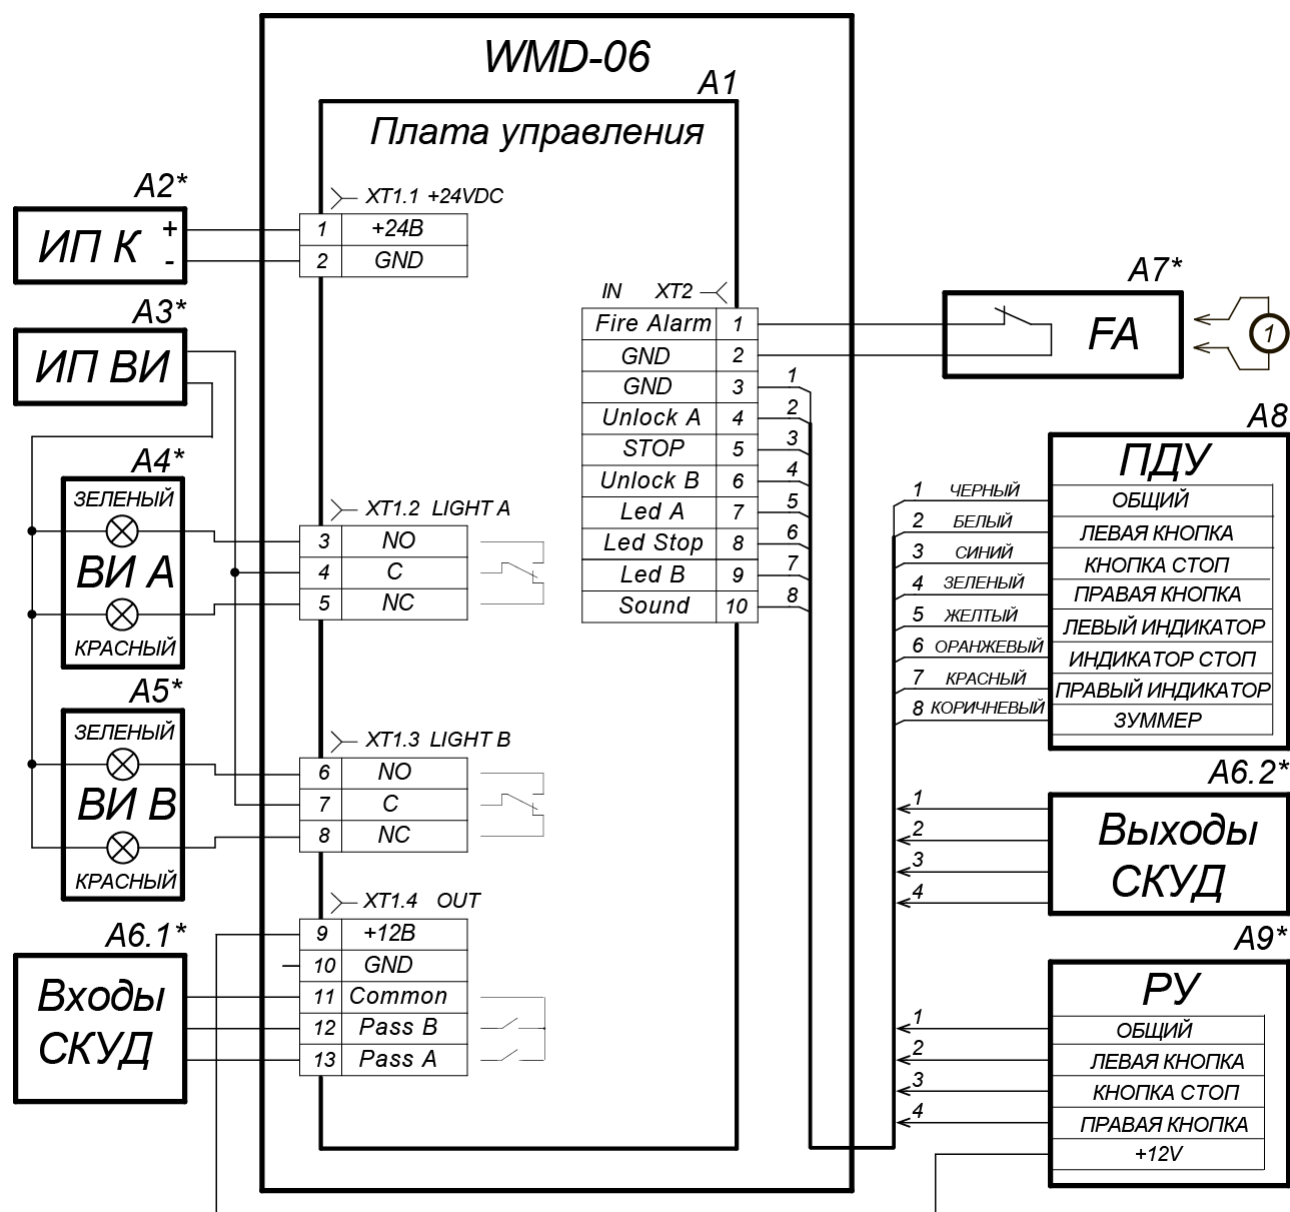 WMD-06
A1
Плата управления
A2*
ИП К
+
-
XT1.1 +24VDC
1 +24В
2 GND
A3*
ИП ВИ
A4*
ЗЕЛЕНЫЙ
ВИ А
КРАСНЫЙ
XT1.2 LIGHT A
3 NO
4 C
5 NC
A5*
ЗЕЛЕНЫЙ
ВИ В
КРАСНЫЙ
XT1.3 LIGHT B
6 NO
7 C
8 NC
A6.1*
Входы
СКУД
XT1.4 OUT
9 +12В
10 GND
11 Common
12 Pass B
13 Pass A
IN XT2
Fire Alarm 1
GND 2
GND 3 1
Unlock A 4 2
STOP 5 3
Unlock B 6 4
Led A 7 5
Led Stop 8 6
Led B 9 7
Sound 10 8
A7*
FA
1
A8
ПДУ
1 ЧЕРНЫЙ ОБЩИЙ
2 БЕЛЫЙ ЛЕВАЯ КНОПКА
3 СИНИЙ КНОПКА СТОП
4 ЗЕЛЕНЫЙ ПРАВАЯ КНОПКА
5 ЖЕЛТЫЙ ЛЕВЫЙ ИНДИКАТОР
6 ОРАНЖЕВЫЙ ИНДИКАТОР СТОП
7 КРАСНЫЙ ПРАВЫЙ ИНДИКАТОР
8 КОРИЧНЕВЫЙ ЗУММЕР
A6.2*
1
2
3
4
Выходы
СКУД
A9*
РУ
1 ОБЩИЙ
2 ЛЕВАЯ КНОПКА
3 КНОПКА СТОП
4 ПРАВАЯ КНОПКА
+12V